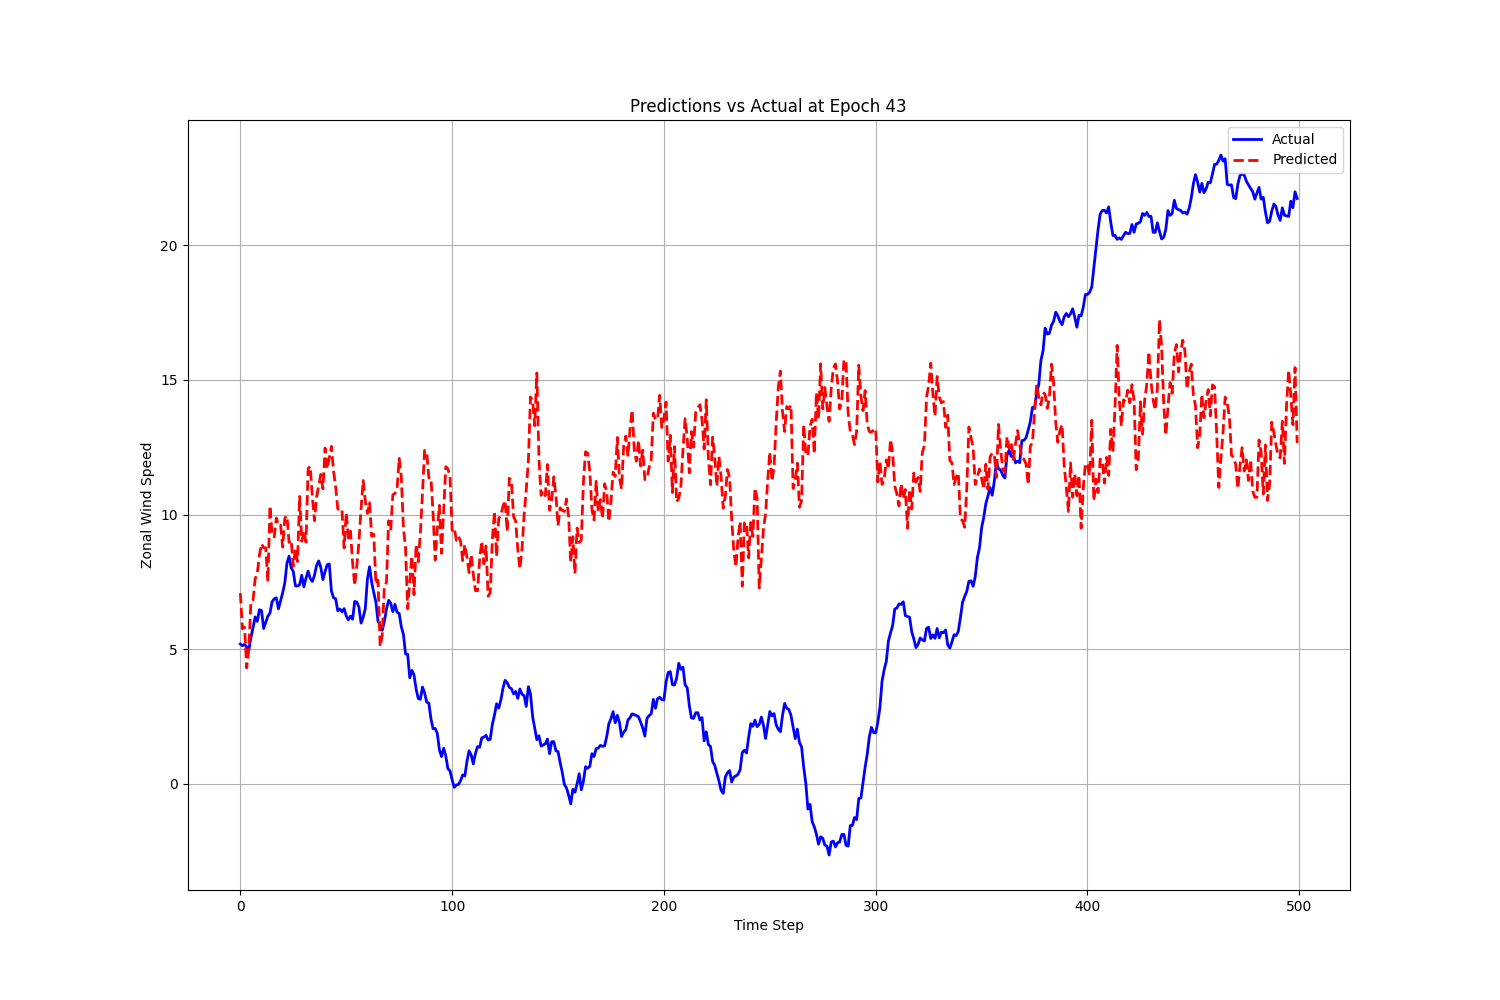 Predictions vs Actual at Epoch 43
Actual
Predicted
Zonal Wind Speed
20
15
10
5
0
0 100 200 300 400 500
Time Step